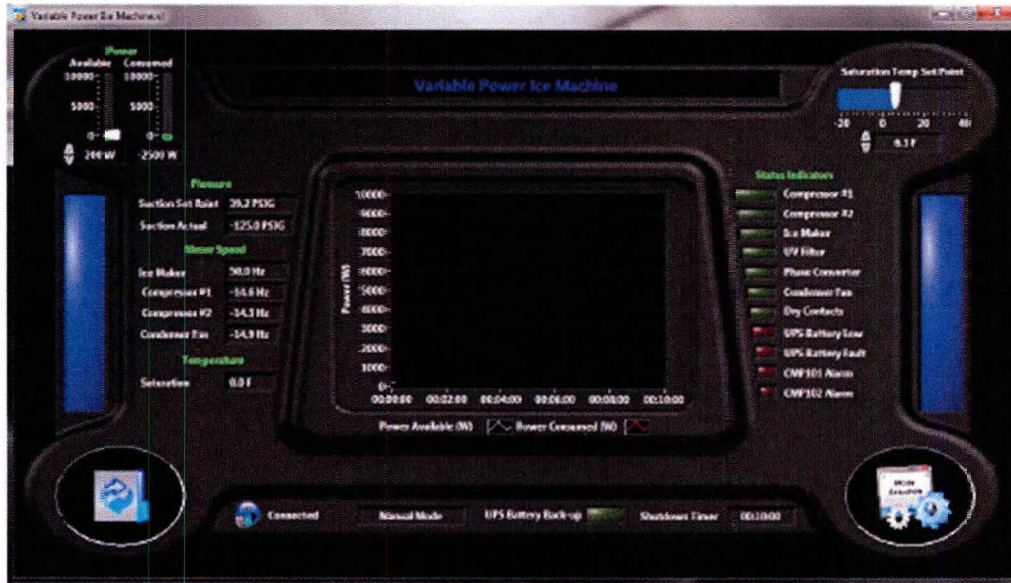 Variable Power Ice Machine.vi
Power
Available Consumed
10000 10000
5000 5000
0 0
200 W -2500 W
Variable Power Ice Machine
Saturation Temp Set Point
-20 0 20 40
Pressure
Suction Set Point 39.2 PSIG
Suction Actual -125.0 PSIG
Motor Speed
Ice Maker 50.0 Hz
Compressor #1 -14.6 Hz
Compressor #2 -14.3 Hz
Condenser Fan -14.9 Hz
Temperature
Saturation 0.0 F
Power (W)
10000
9000
8000
7000
6000
5000
4000
3000
2000
1000
0
00:00:00 00:02:00 00:04:00 00:06:00 00:08:00 00:10:00
Power Available (W) Power Consumed (W)
Status Indicators
Compressor #1
Compressor #2
Ice Maker
UV Filter
Phase Converter
Condenser Fan
Dry Contacts
UPS Battery Low
UPS Battery Fault
CMP101 Alarm
CMP102 Alarm
Mode Selection
Connected Manual Mode UPS Battery Back-up Shutdown Timer 00:10:00